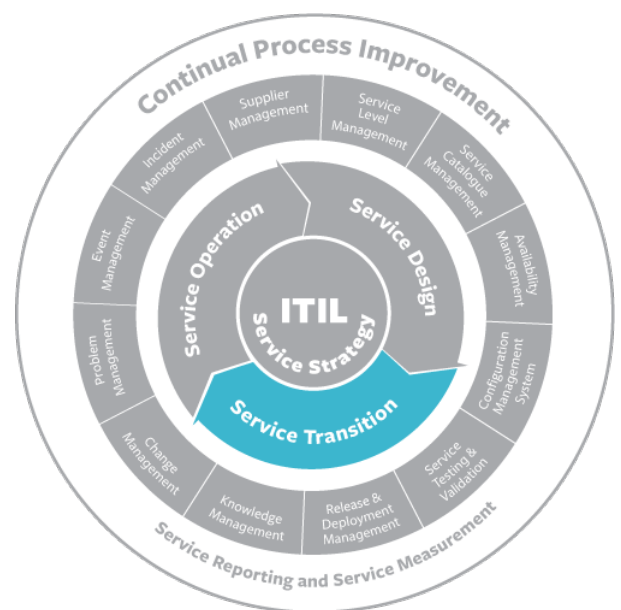 Continual Process Improvement
Supplier
Management
Service
Level
Management
Service
Catalogue
Management
Availability
Management
Configuration
Management
System
Service
Testing &
Validation
Release &
Deployment
Management
Knowledge
Management
Change
Management
Problem
Management
Event
Management
Incident
Management
Service Operation
Service Design
ITIL
Service Strategy
Service Transition
Service Reporting and Service Measurement